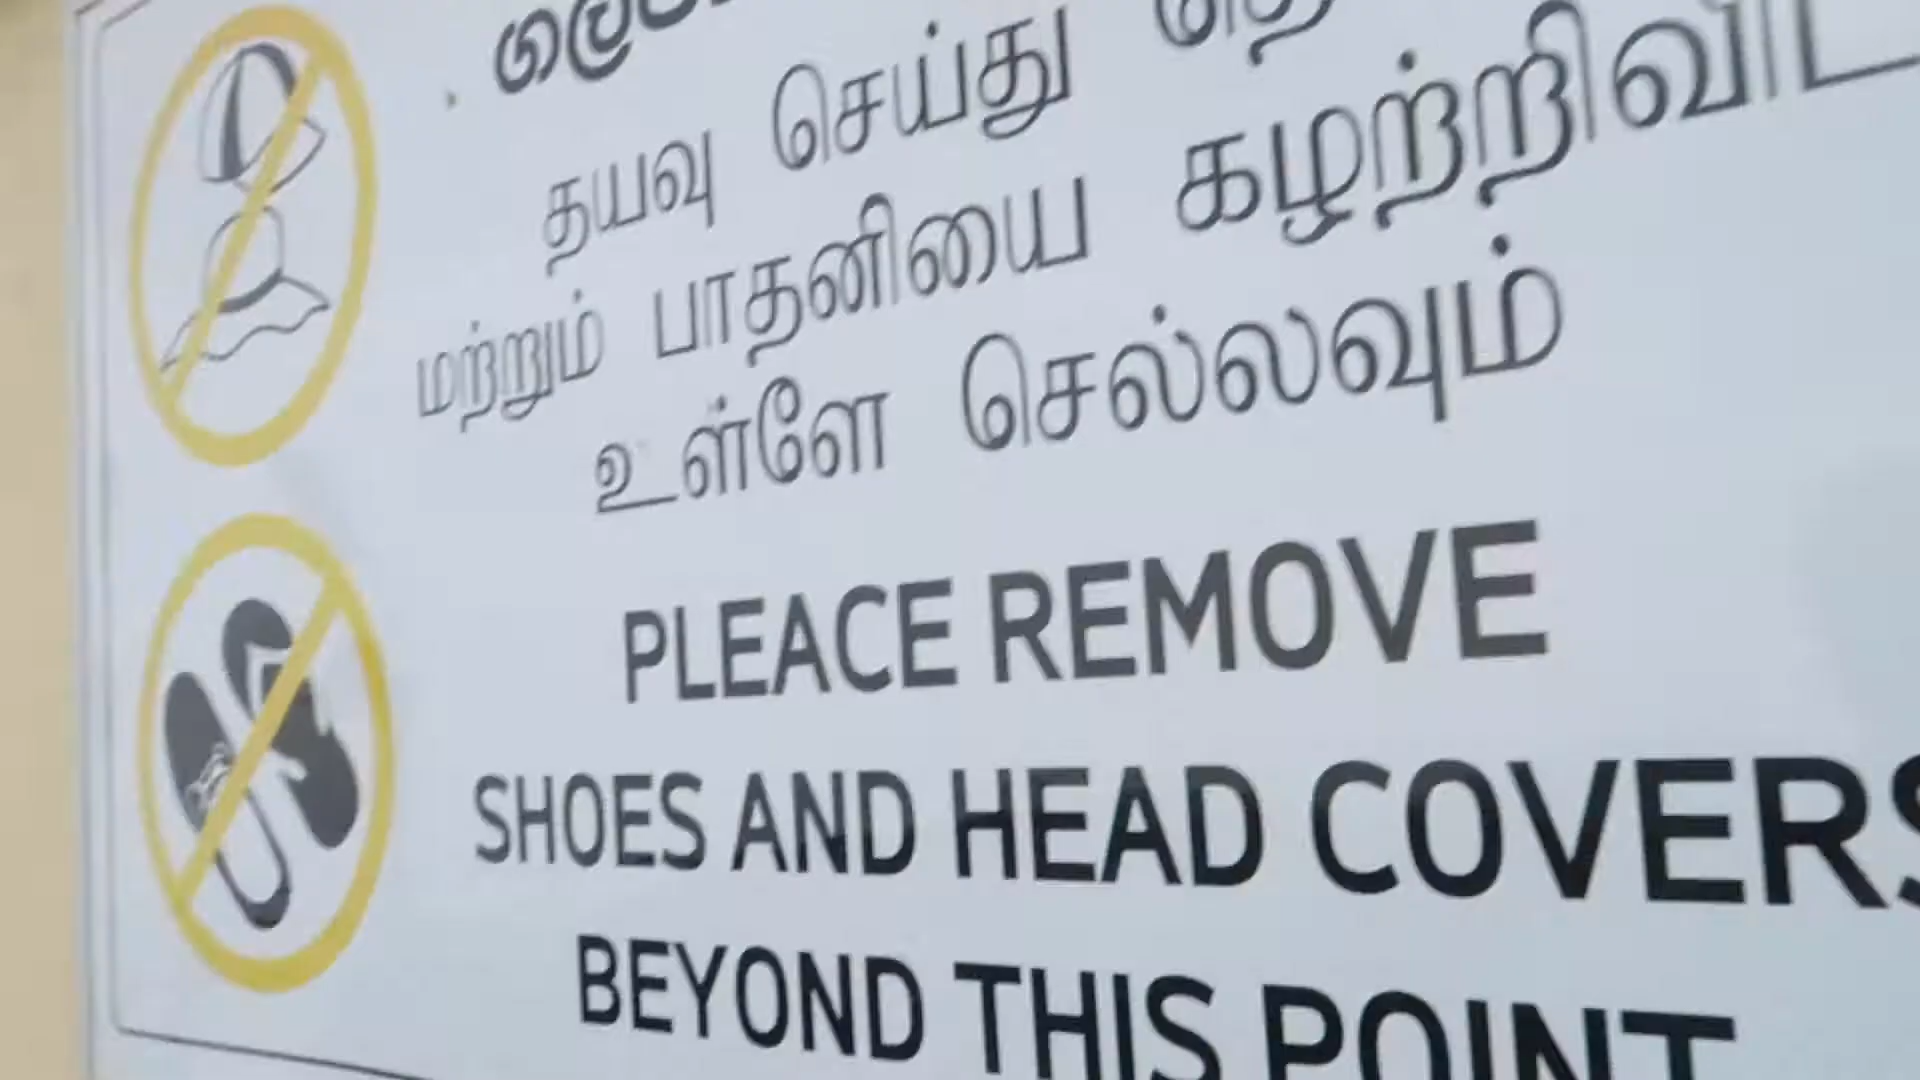 தயவு செய்து
மற்றும் பாதனியை கழற்றிவிட
உள்ளே செல்லவும்
PLEACE REMOVE
SHOES AND HEAD COVERS
BEYOND THIS POINT